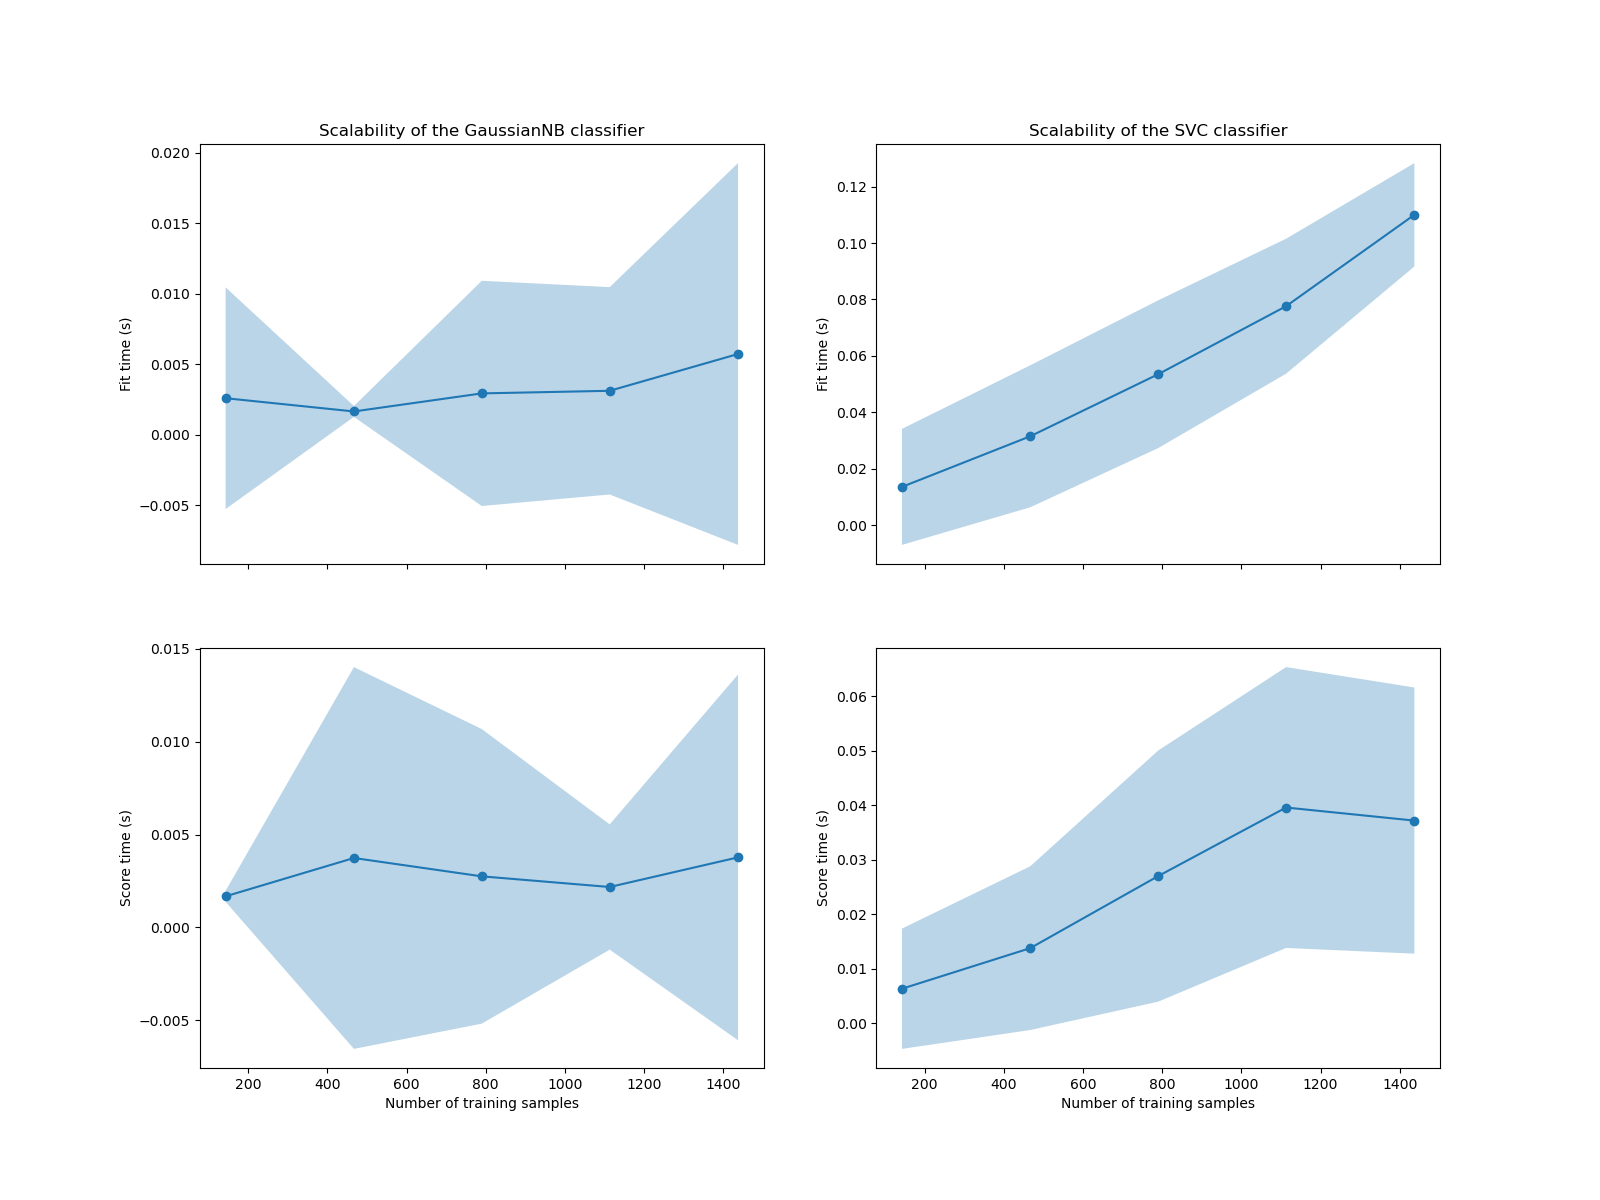 Scalability of the GaussianNB classifier
0.020
0.015
0.010
0.005
0.000
−0.005
Fit time (s)
Scalability of the SVC classifier
0.12
0.10
0.08
0.06
0.04
0.02
0.00
Fit time (s)
0.015
0.010
0.005
0.000
−0.005
Score time (s)
200 400 600 800 1000 1200 1400
Number of training samples
0.06
0.05
0.04
0.03
0.02
0.01
0.00
Score time (s)
200 400 600 800 1000 1200 1400
Number of training samples